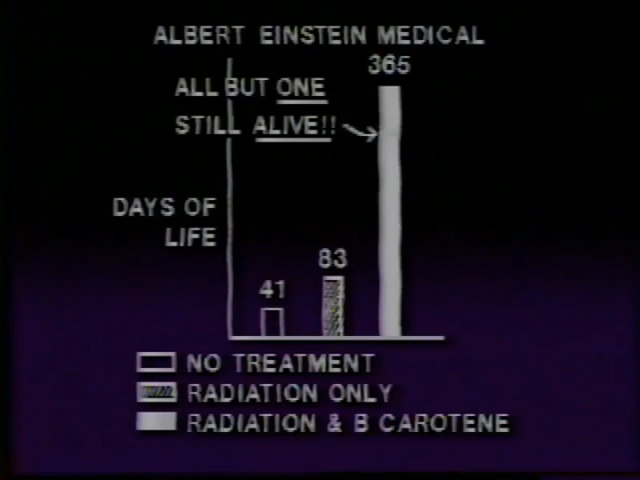 ALBERT EINSTEIN MEDICAL
365
ALL BUT ONE
STILL ALIVE!!
DAYS OF
LIFE
83
41
NO TREATMENT
RADIATION ONLY
RADIATION & B CAROTENE